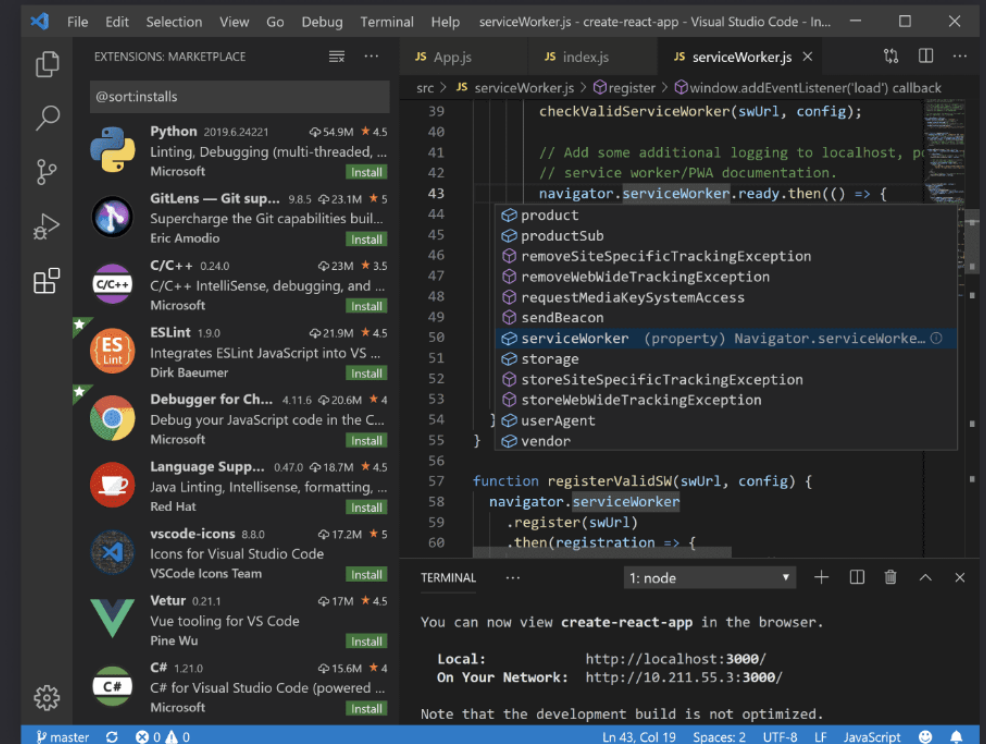 File Edit Selection View Go Debug Terminal Help serviceWorker.js - create-react-app - Visual Studio Code - In...
EXTENSIONS: MARKETPLACE
@sort:installs
Python 2019.6.24221 54.9M ★ 4.5
Linting, Debugging (multi-threaded, ...
Microsoft Install
GitLens — Git sup... 9.8.5 23.1M ★ 5
Supercharge the Git capabilities buil...
Eric Amodio Install
C/C++
C/C++ 0.24.0 23M ★ 3.5
C/C++ IntelliSense, debugging, and ...
Microsoft Install
ES
Lint
ESLint 1.9.0 21.9M ★ 4.5
Integrates ESLint JavaScript into VS ...
Dirk Baeumer Install
Debugger for Ch... 4.11.6 20.6M ★ 4
Debug your JavaScript code in the C...
Microsoft Install
Language Supp... 0.47.0 18.7M ★ 4.5
Java Linting, Intellisense, formatting, ...
Red Hat Install
vscode-icons 8.8.0 17.2M ★ 5
Icons for Visual Studio Code
VSCode Icons Team Install
Vetur 0.21.1 17M ★ 4.5
Vue tooling for VS Code
Pine Wu Install
C#
C# 1.21.0 15.6M ★ 4
C# for Visual Studio Code (powered ...
Microsoft Install
JS App.js JS index.js JS serviceWorker.js
src > JS serviceWorker.js > register > window.addEventListener('load') callback
39 checkValidServiceWorker(swUrl, config);
40
41 // Add some additional logging to localhost, po
42 // service worker/PWA documentation.
43 navigator.serviceWorker.ready.then(() => {
44 product
45 productSub
46 removeSiteSpecificTrackingException
47 removeWebWideTrackingException
48 requestMediaKeySystemAccess
49 sendBeacon
50 serviceWorker (property) Navigator.serviceWorke...
51 storage
52 storeSiteSpecificTrackingException
53 storeWebWideTrackingException
54 } userAgent
55 } vendor
56
57 function registerValidSW(swUrl, config) {
58 navigator.serviceWorker
59 .register(swUrl)
60 .then(registration => {
TERMINAL ... 1: node
You can now view create-react-app in the browser.
Local: http://localhost:3000/
On Your Network: http://10.211.55.3:3000/
Note that the development build is not optimized.
master 0 0 Ln 43, Col 19 Spaces: 2 UTF-8 LF JavaScript